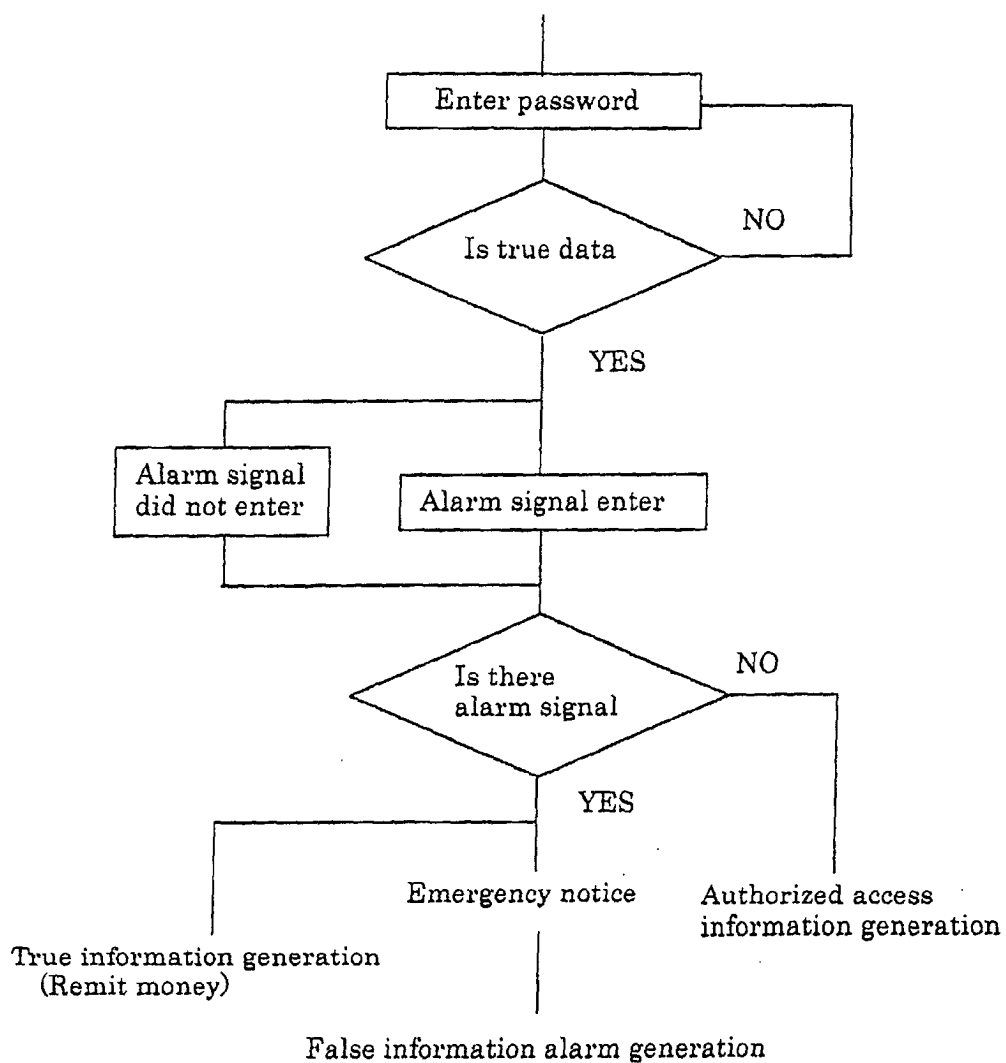 Enter password
Is true data
NO
YES
Alarm signal
did not enter
Alarm signal enter
Is there
alarm signal
NO
YES
Emergency notice
Authorized access
information generation
True information generation
(Remit money)
False information alarm generation